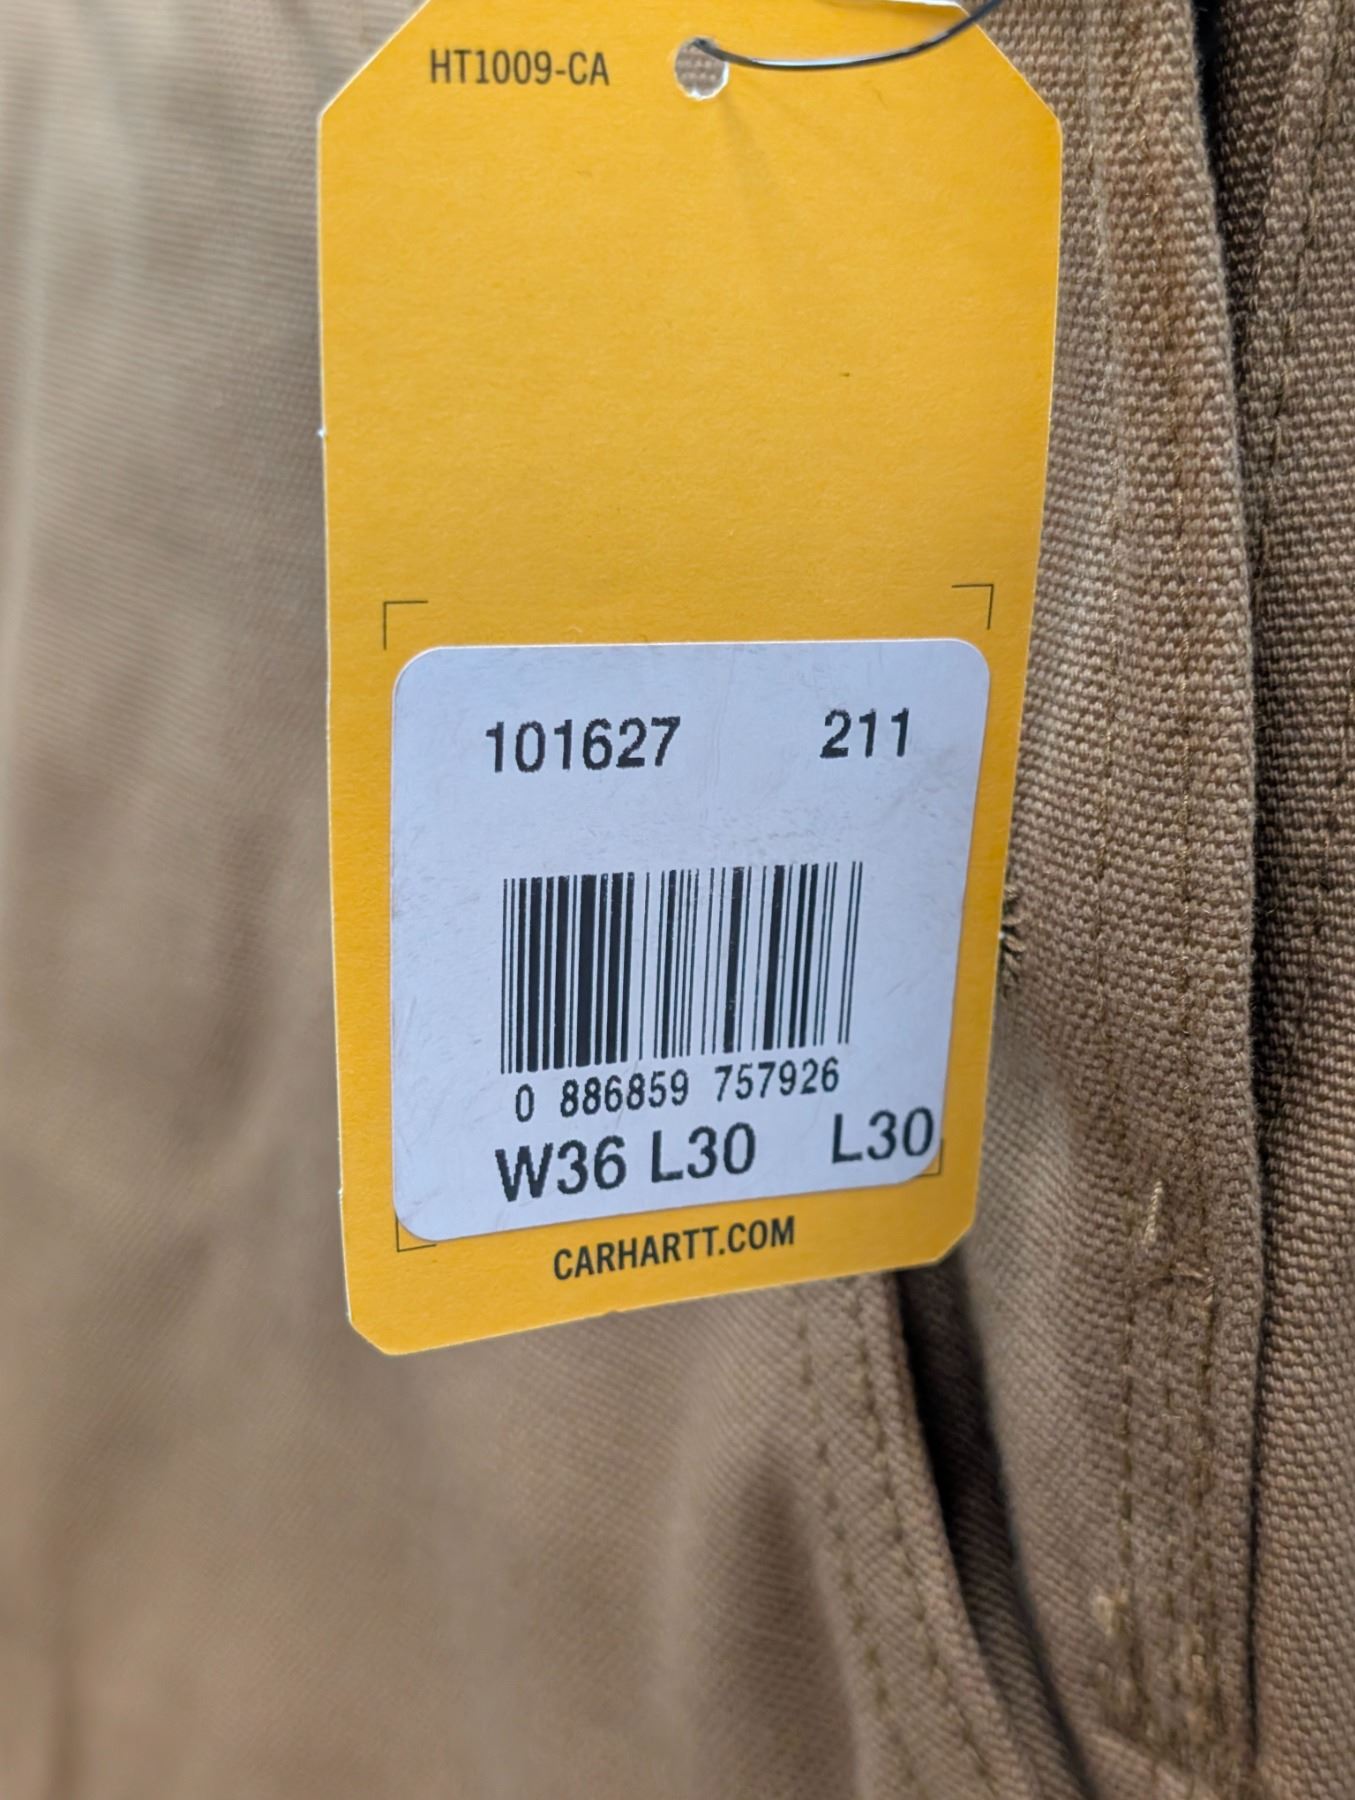 HT1009-CA
101627 211
0 886859 757926
W36 L30 L30
CARHARTT.COM